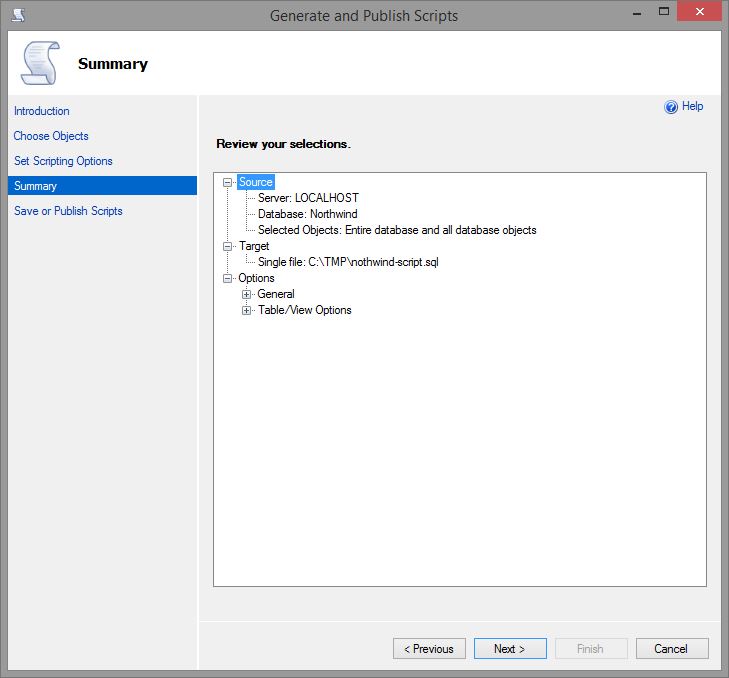 Generate and Publish Scripts
Summary
Introduction
Choose Objects
Set Scripting Options
Summary
Save or Publish Scripts
Help
Review your selections.
Source
Server: LOCALHOST
Database: Northwind
Selected Objects: Entire database and all database objects
Target
Single file: C:\TMP\nothwind-script.sql
Options
General
Table/View Options
< Previous
Next >
Finish
Cancel